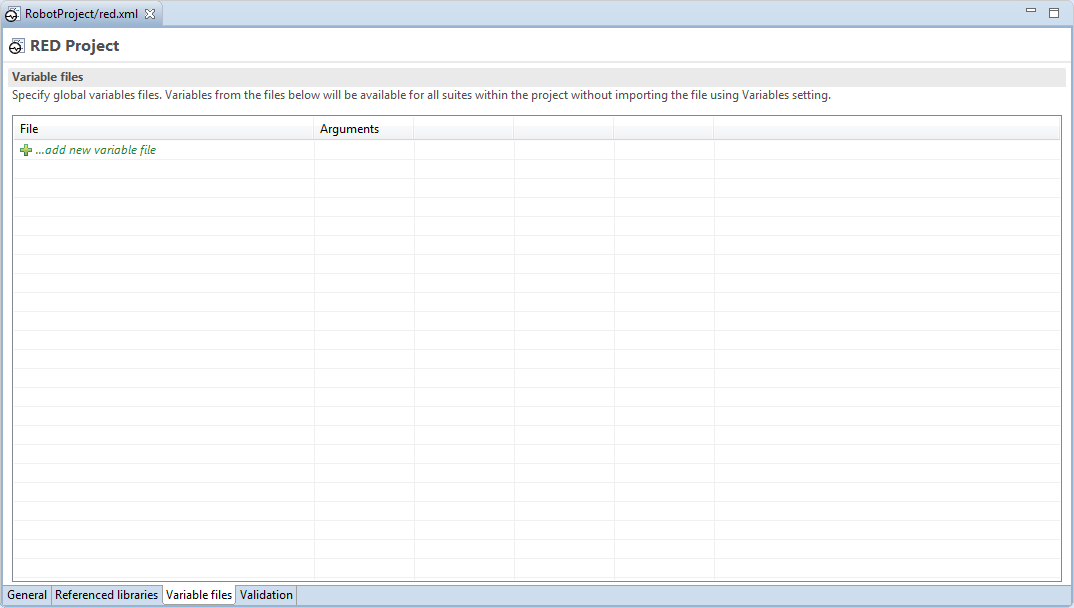 RobotProject/red.xml
RED Project
Variable files
Specify global variables files. Variables from the files below will be available for all suites within the project without importing the file using Variables setting.
File Arguments
...add new variable file
General Referenced libraries Variable files Validation